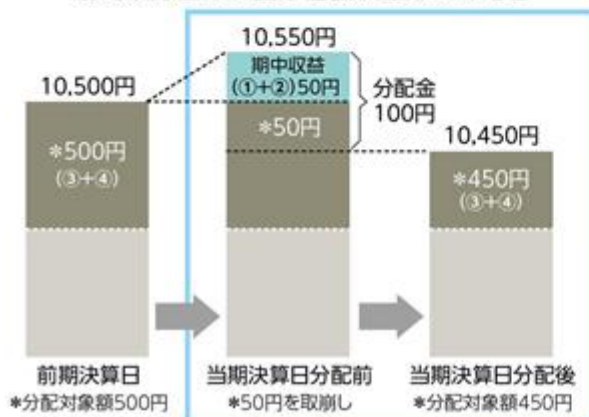 10,550円
期中収益
(①+②)50円
10,500円
分配金
100円
*500円
(③+④)
*50円
10,450円
*450円
(③+④)
前期決算日
*分配対象額500円
当期決算日分配前
*50円を取崩し
当期決算日分配後
*分配対象額450円